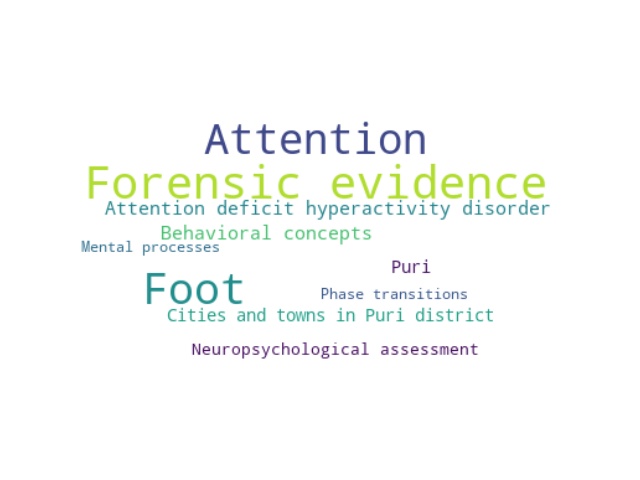 Attention
Forensic evidence
Attention deficit hyperactivity disorder
Behavioral concepts
Mental processes
Puri
Foot
Phase transitions
Cities and towns in Puri district
Neuropsychological assessment